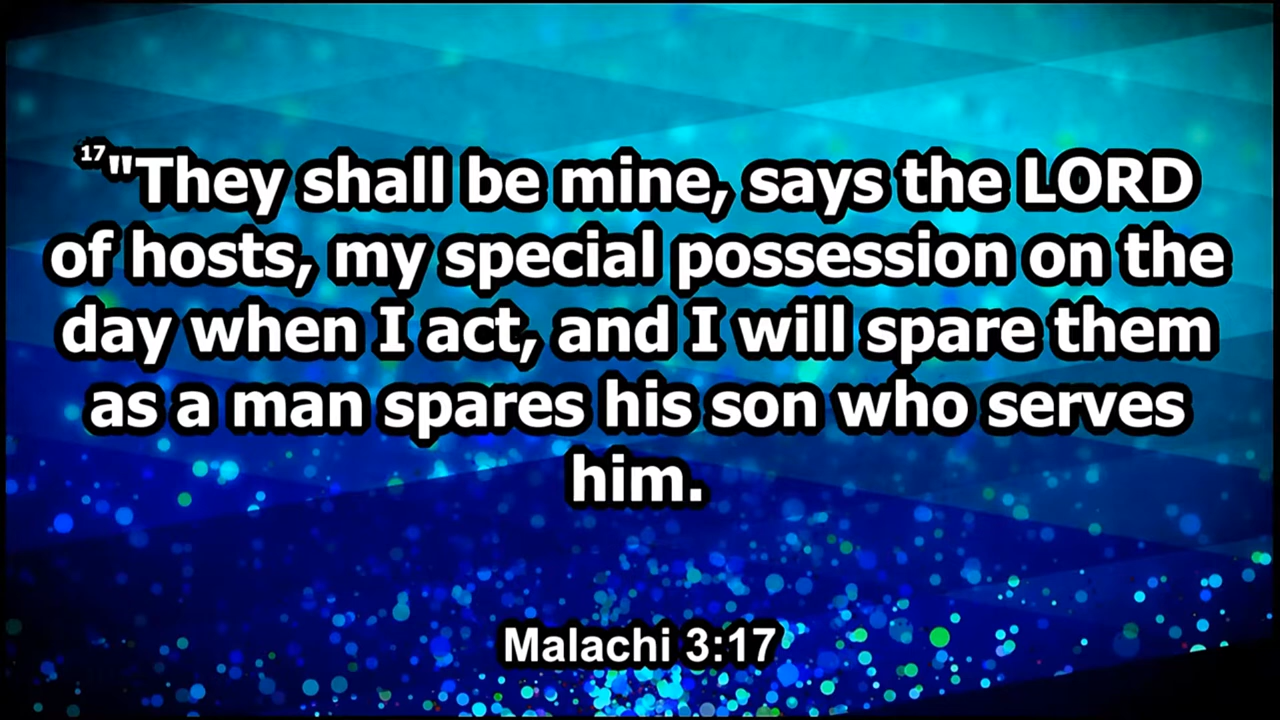 17"They shall be mine, says the LORD
of hosts, my special possession on the
day when I act, and I will spare them
as a man spares his son who serves
him.
Malachi 3:17